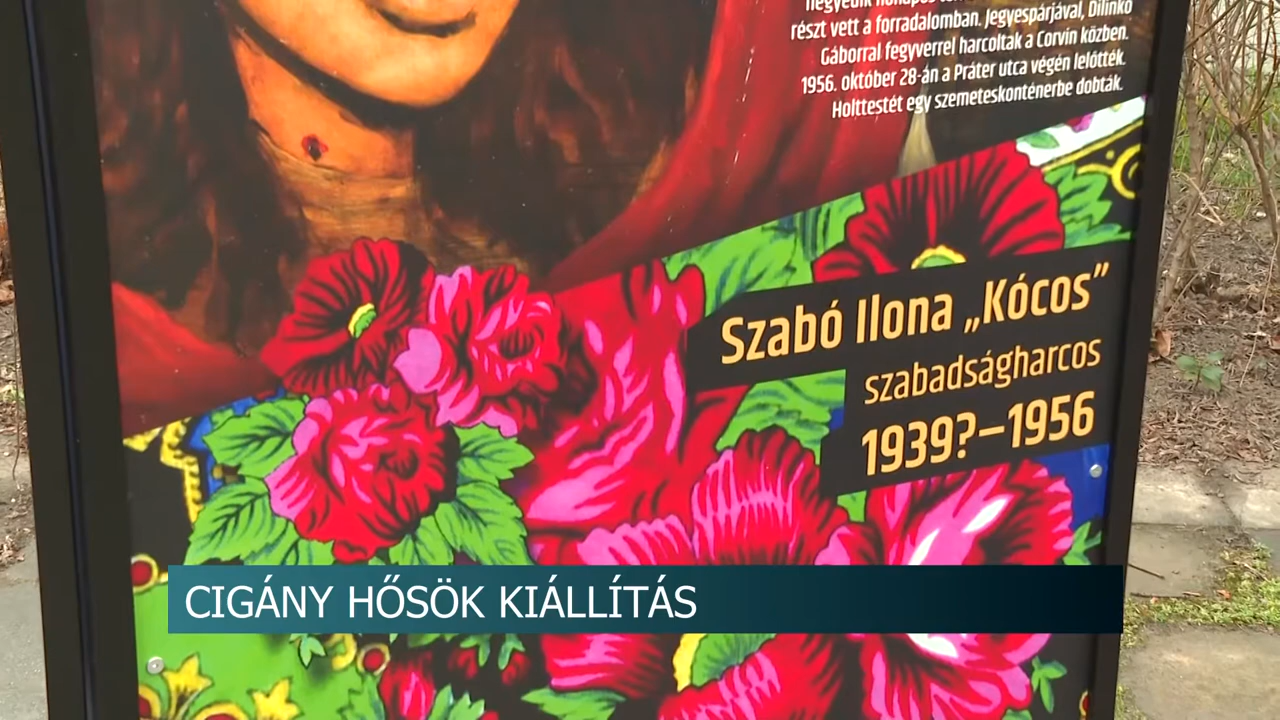 részt vett a forradalomban. Jegyespárjával, Dilinkó
Gáborral fegyverrel harcoltak a Corvin közben.
1956. október 28-án a Práter utca végén lelőtték.
Holttestét egy szemeteskonténerbe dobták.
Szabó Ilona „Kócos”
szabadságharcos
1939?–1956
CIGÁNY HŐSÖK KIÁLLÍTÁS